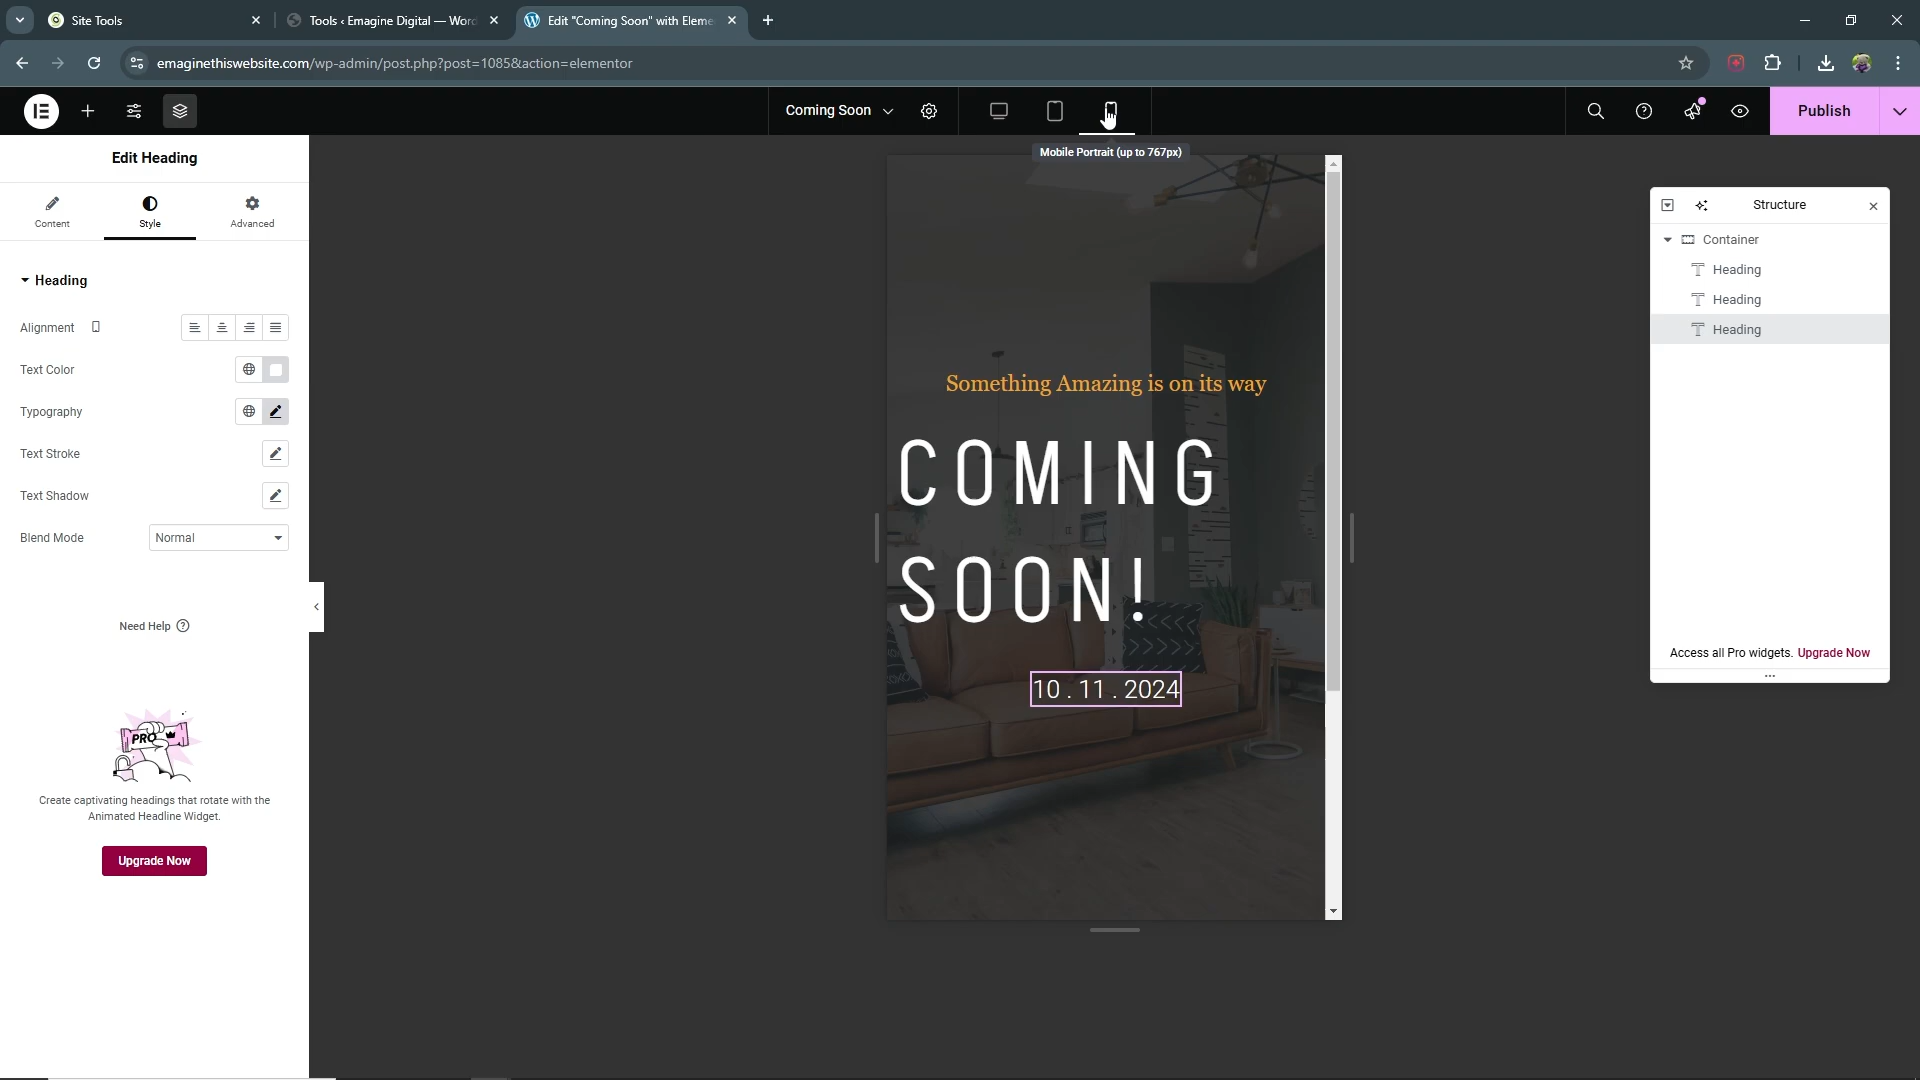 Site Tools
Tools ‹ Emagine Digital — Word
Edit "Coming Soon" with Eleme
emaginethiswebsite.com/wp-admin/post.php?post=1085&action=elementor
Coming Soon
Publish
Mobile Portrait (up to 767px)
Edit Heading
Content
Style
Advanced
Heading
Alignment
Text Color
Typography
Text Stroke
Text Shadow
Blend Mode
Normal
Need Help
PRO
Create captivating headings that rotate with the
Animated Headline Widget.
Upgrade Now
Something Amazing is on its way
COMING
SOON!
10 . 11 . 2024
Structure
Container
Heading
Heading
Heading
Access all Pro widgets. Upgrade Now